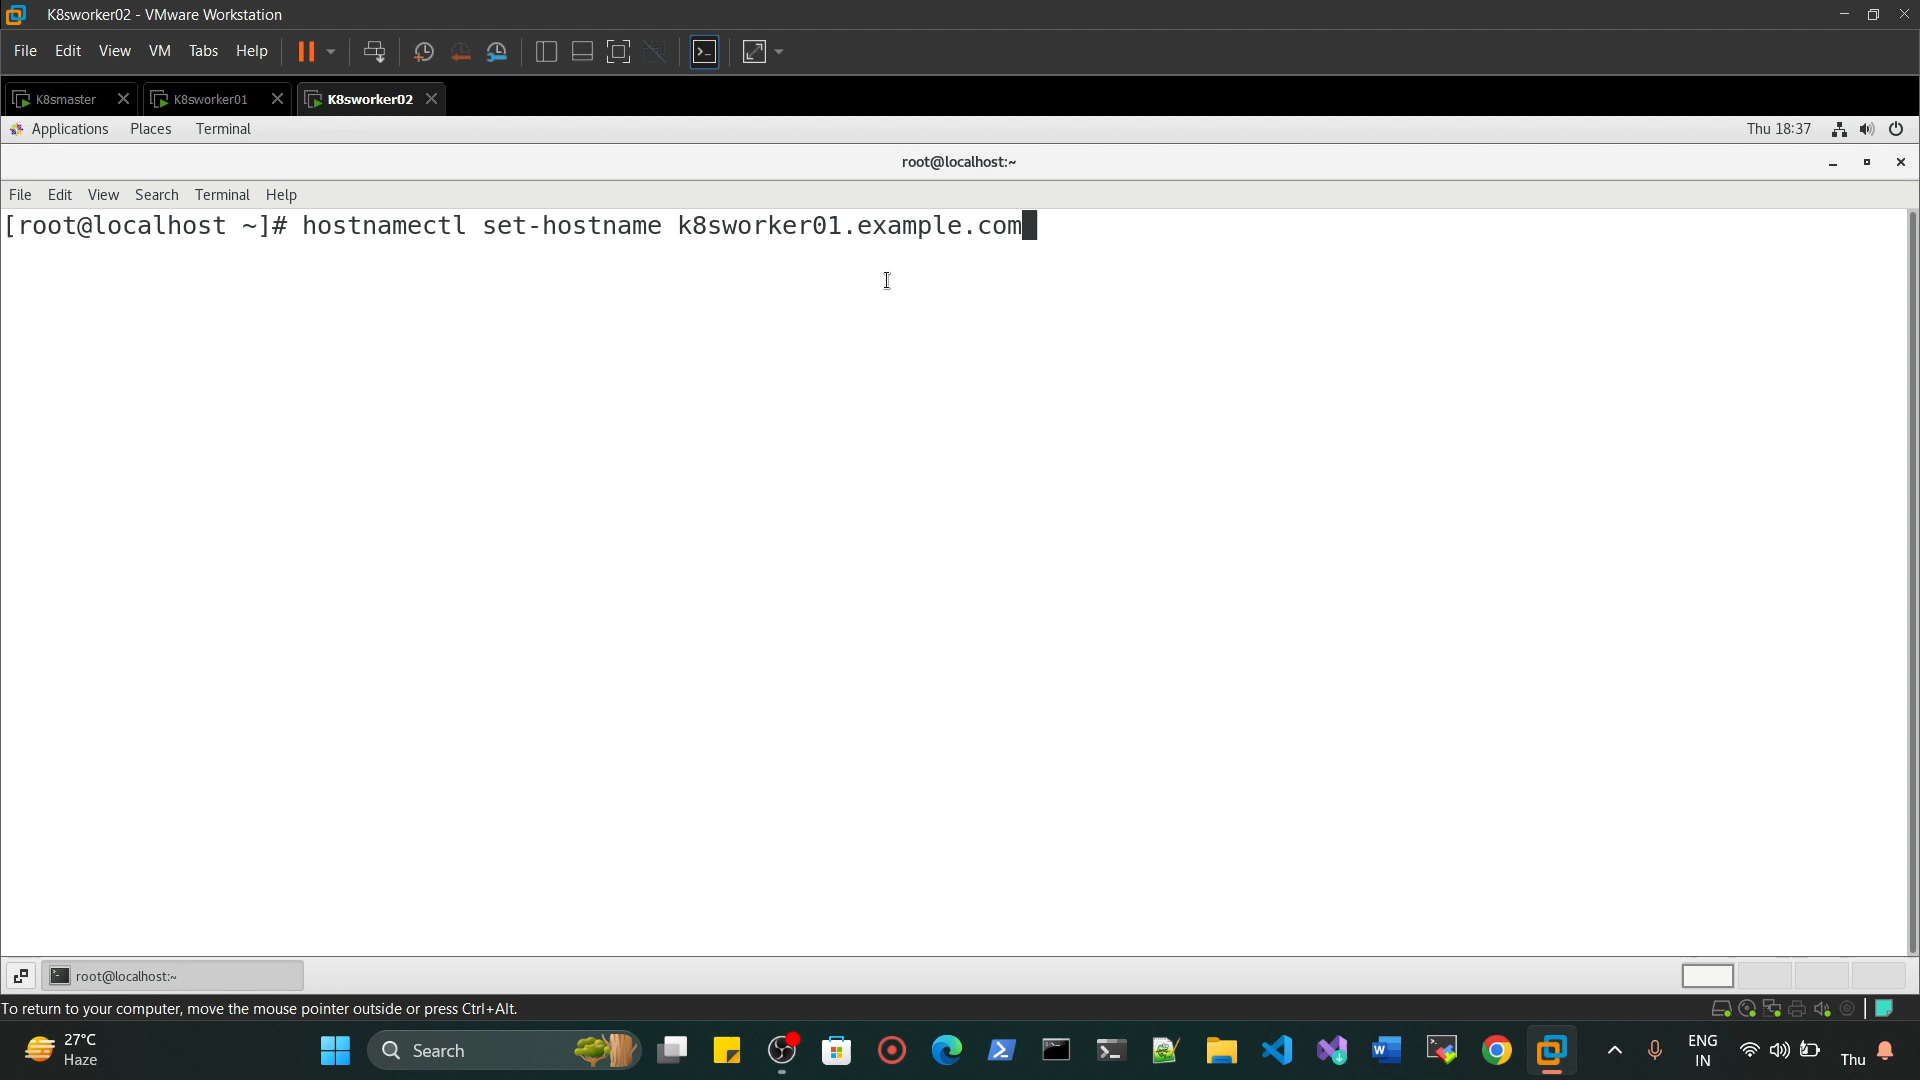 K8sworker02 - VMware Workstation
File Edit View VM Tabs Help
K8smaster K8sworker01 K8sworker02
Applications Places Terminal Thu 18:37
root@localhost:~
File Edit View Search Terminal Help
[root@localhost ~]# hostnamectl set-hostname k8sworker01.example.com
root@localhost:~
To return to your computer, move the mouse pointer outside or press Ctrl+Alt.
27°C
Haze
Search
ENG
IN
Thu